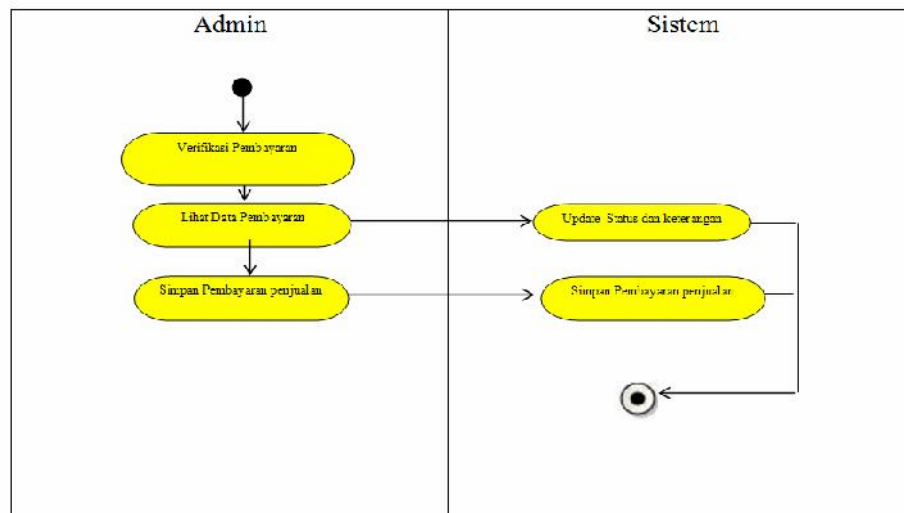 Admin
Sistem
Verifikasi Pembayaran
Lihat Data Pembayaran
Update Status dan keterangan
Simpan Pembayaran penjualan
Simpan Pembayaran penjualan